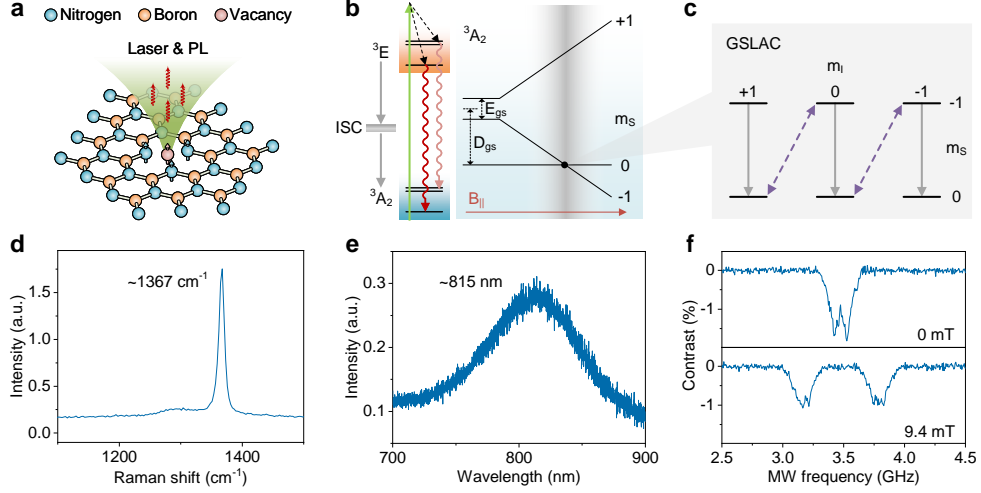 a
Nitrogen Boron Vacancy
Laser & PL
b
³E
ISC
³A₂
³A₂
E_gs
D_gs
+1
m_S
0
-1
B_||
c
GSLAC
m_I
+1 0 -1
-1
m_S
0
d
~1367 cm⁻¹
Intensity (a.u.)
1.5
1.0
0.5
0.0
1200 1400
Raman shift (cm⁻¹)
e
~815 nm
Intensity (a.u.)
0.4
0.3
0.2
0.1
700 800 900
Wavelength (nm)
f
Contrast (%)
0
-1
0 mT
0
-1
9.4 mT
2.5 3.0 3.5 4.0 4.5
MW frequency (GHz)